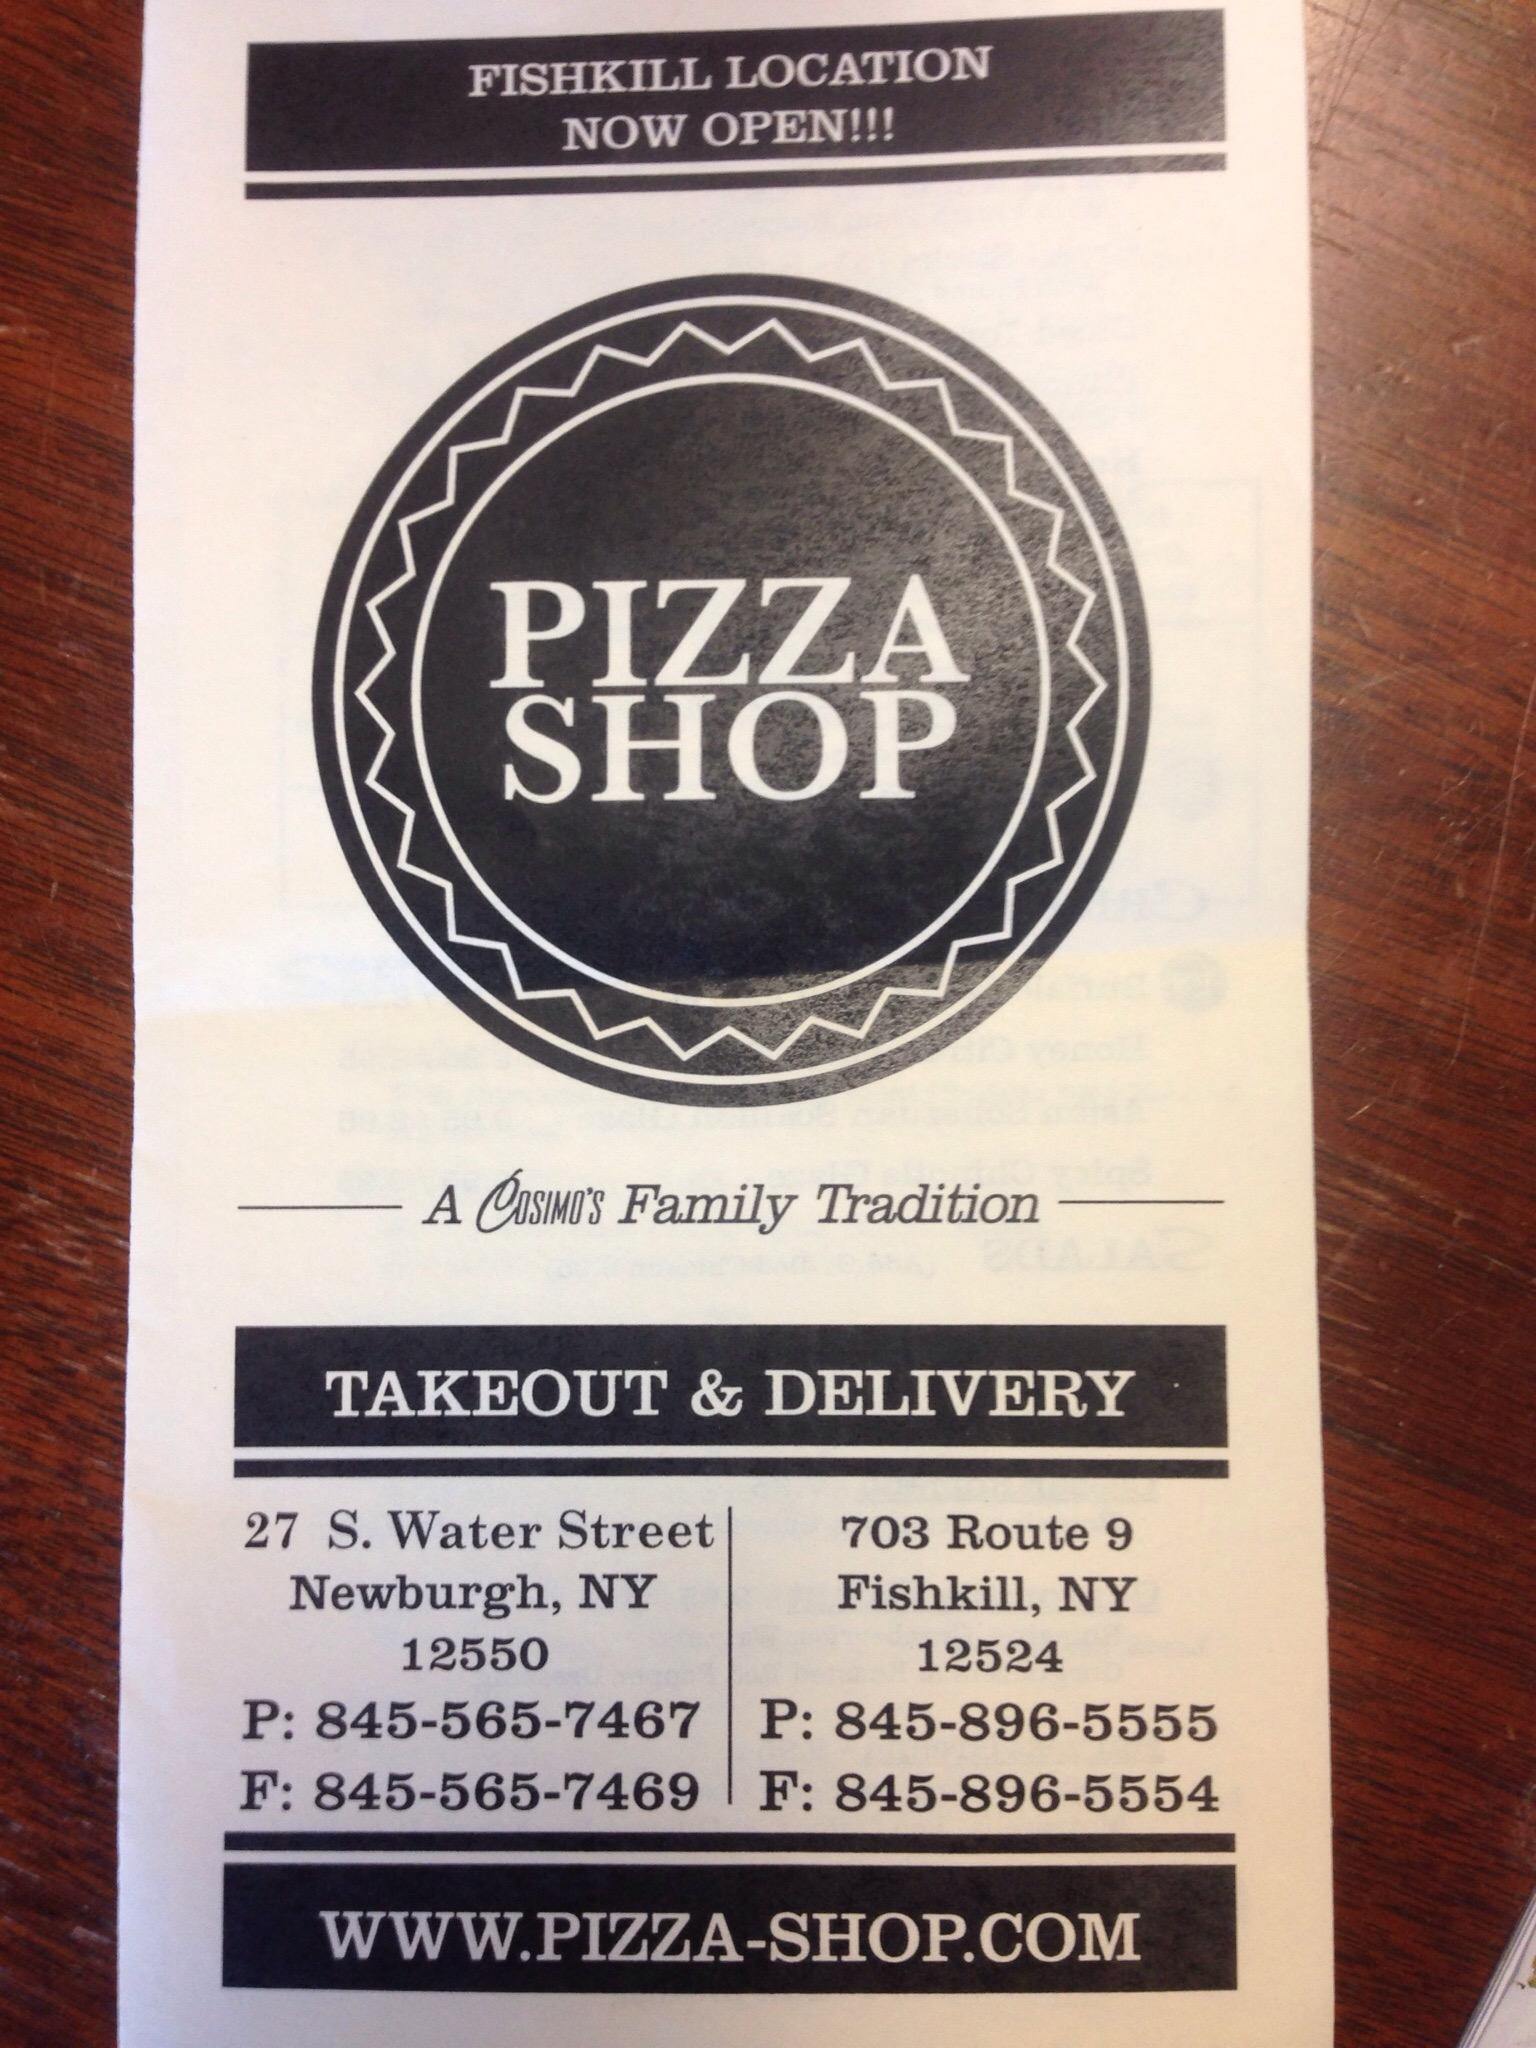 FISHKILL LOCATION
NOW OPEN!!!
PIZZA
SHOP
A Cosimo's Family Tradition
TAKEOUT & DELIVERY
27 S. Water Street
Newburgh, NY
12550
P: 845-565-7467
F: 845-565-7469
703 Route 9
Fishkill, NY
12524
P: 845-896-5555
F: 845-896-5554
WWW.PIZZA-SHOP.COM